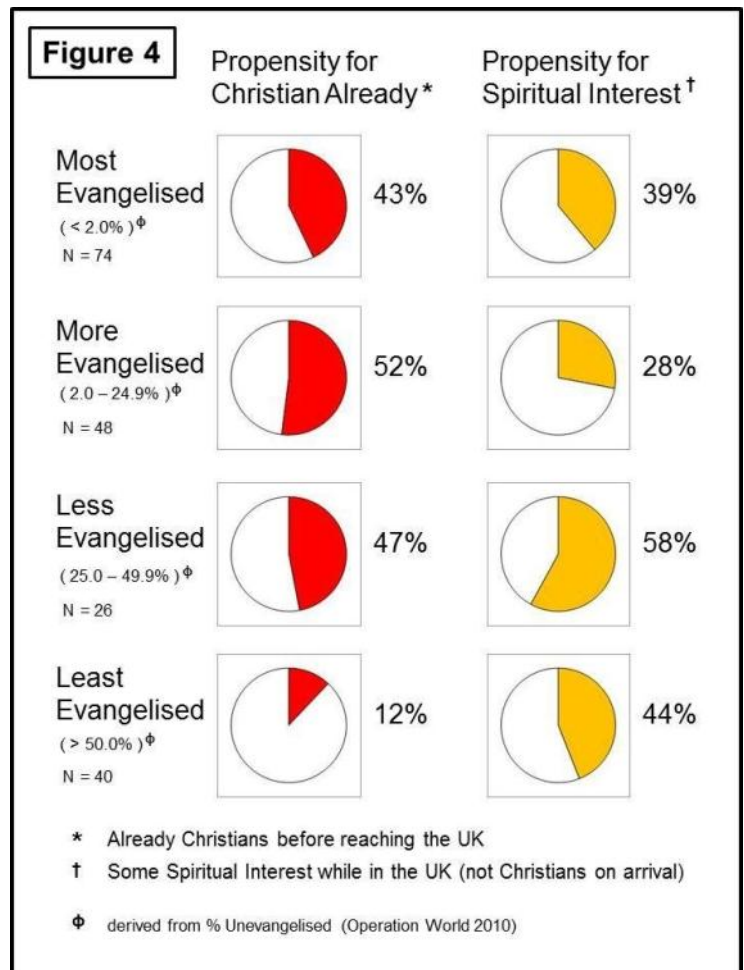 Figure 4
Propensity for
Christian Already *
Propensity for
Spiritual Interest †
Most
Evangelised
( < 2.0% ) ɸ
N = 74
43%
39%
More
Evangelised
( 2.0 – 24.9% ) ɸ
N = 48
52%
28%
Less
Evangelised
( 25.0 – 49.9% ) ɸ
N = 26
47%
58%
Least
Evangelised
( > 50.0% ) ɸ
N = 40
12%
44%
* Already Christians before reaching the UK
† Some Spiritual Interest while in the UK (not Christians on arrival)
ɸ derived from % Unevangelised (Operation World 2010)